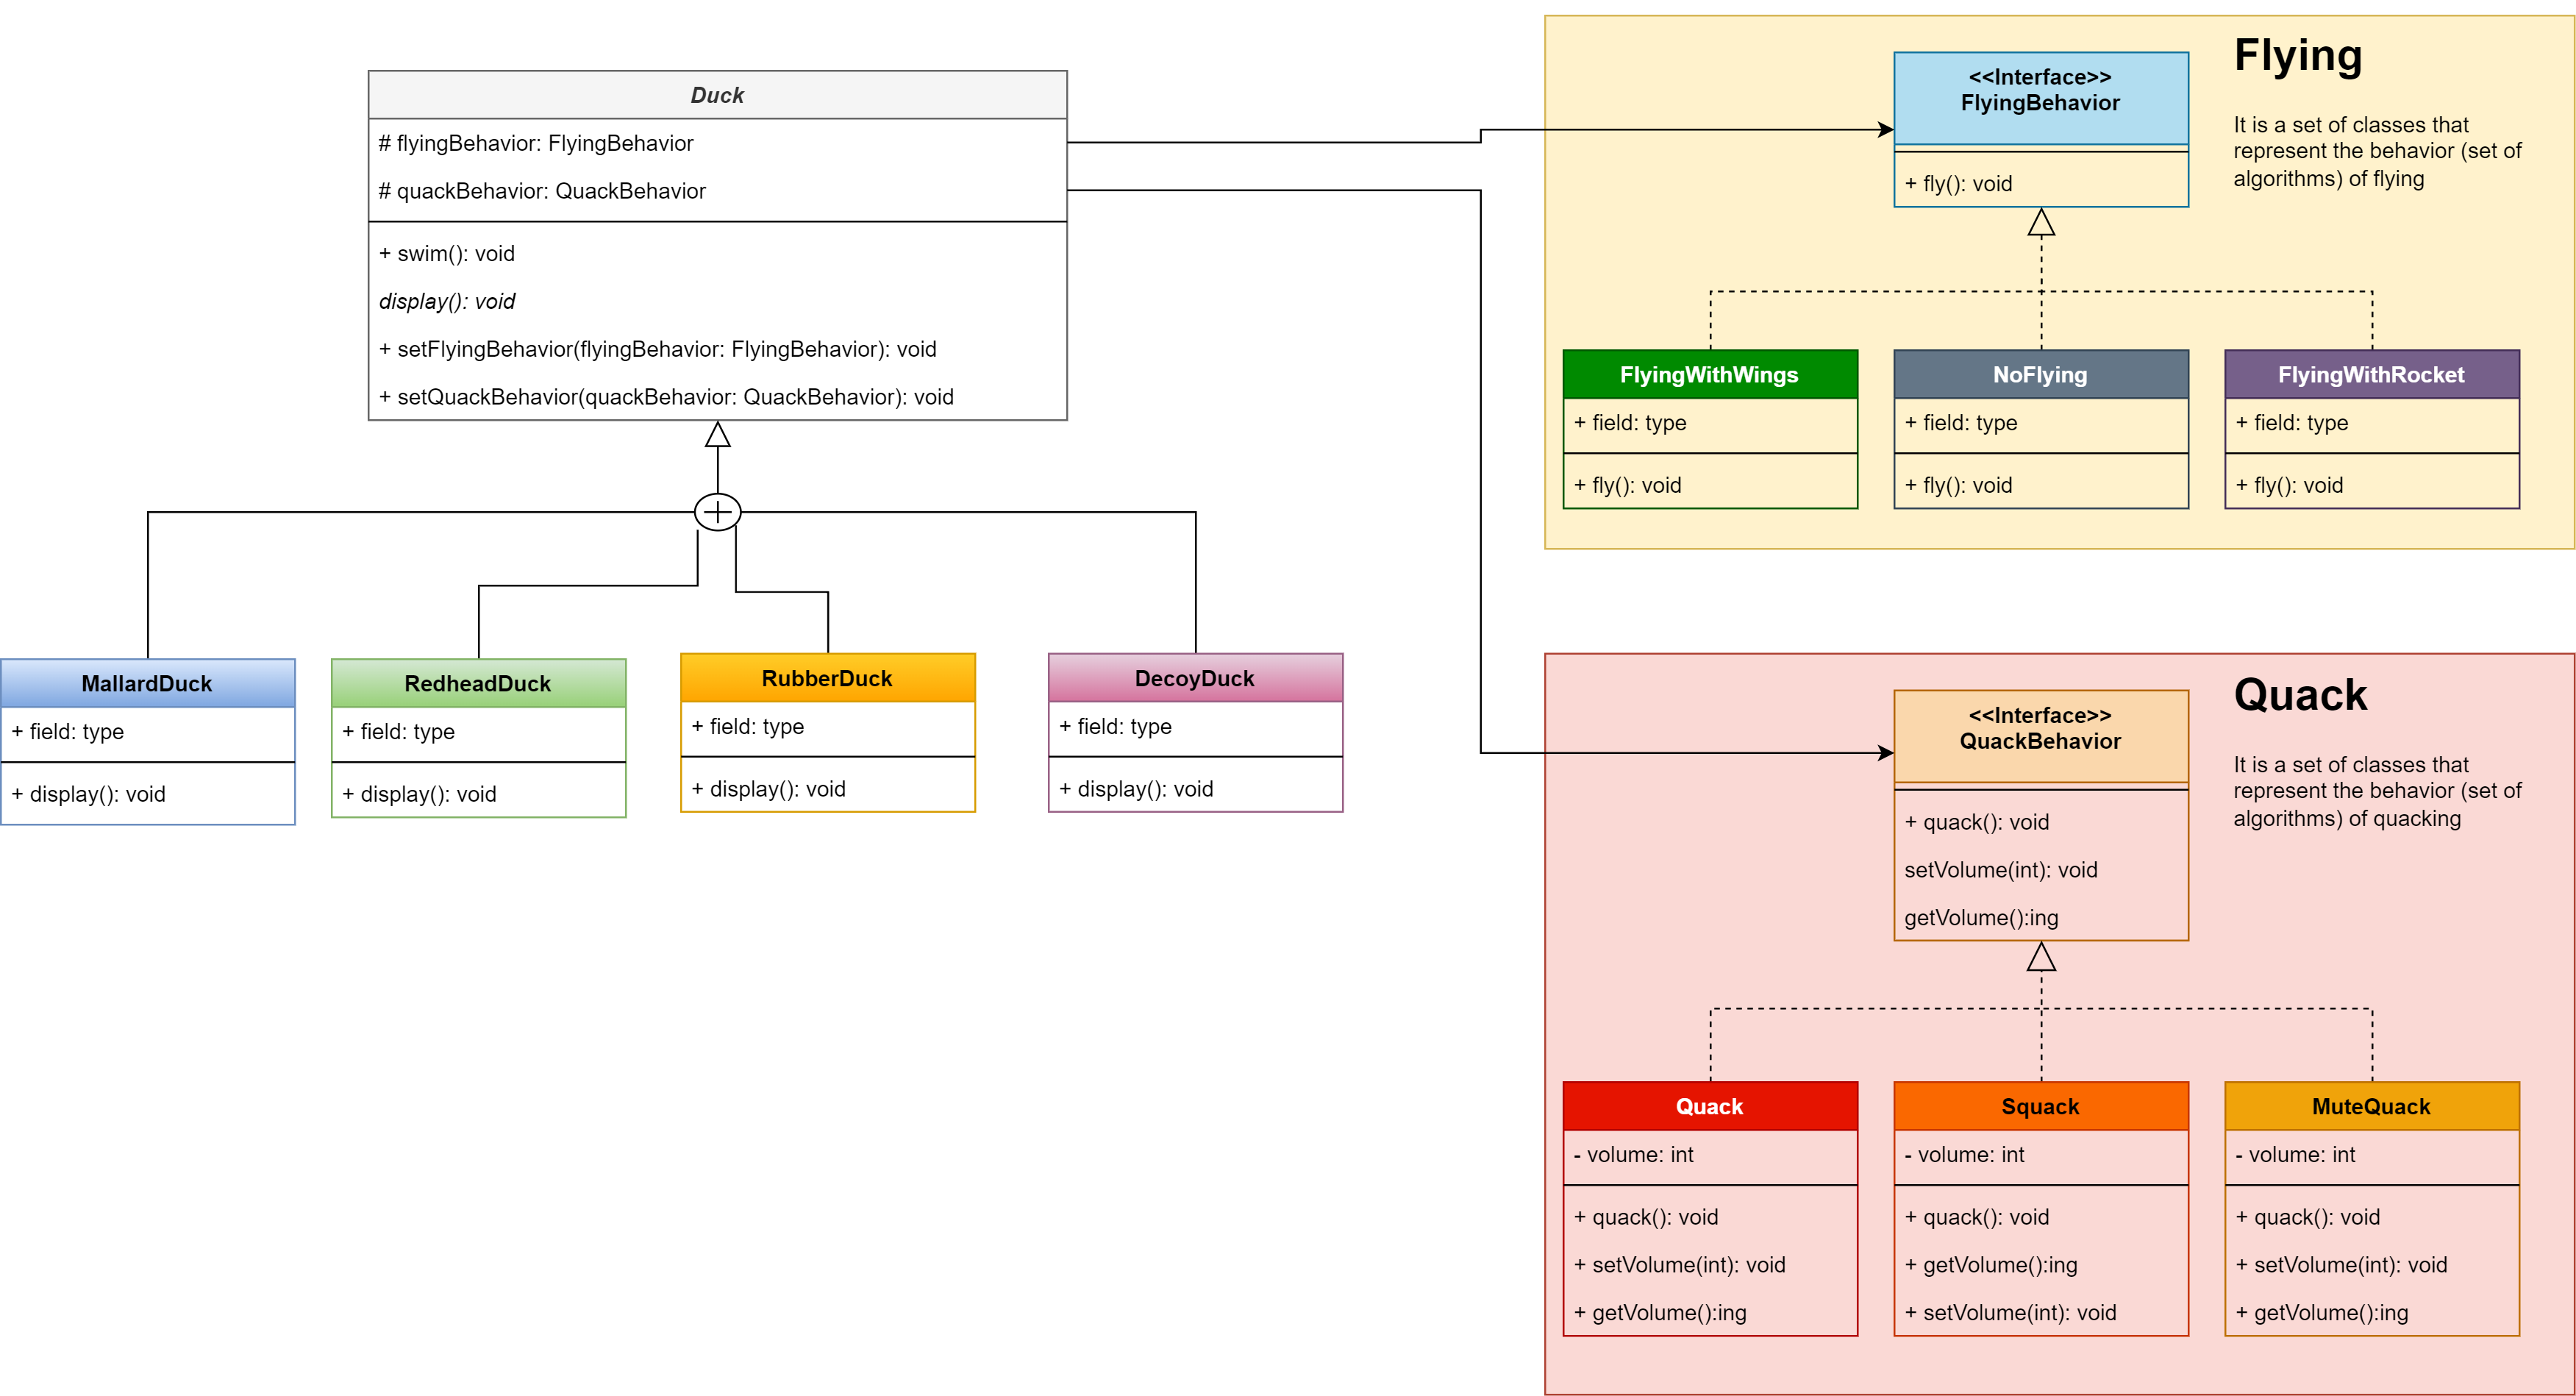 Duck
# flyingBehavior: FlyingBehavior
# quackBehavior: QuackBehavior
+ swim(): void
display(): void
+ setFlyingBehavior(flyingBehavior: FlyingBehavior): void
+ setQuackBehavior(quackBehavior: QuackBehavior): void
MallardDuck
+ field: type
+ display(): void
RedheadDuck
+ field: type
+ display(): void
RubberDuck
+ field: type
+ display(): void
DecoyDuck
+ field: type
+ display(): void
Flying
It is a set of classes that
represent the behavior (set of
algorithms) of flying
<<Interface>>
FlyingBehavior
+ fly(): void
FlyingWithWings
+ field: type
+ fly(): void
NoFlying
+ field: type
+ fly(): void
FlyingWithRocket
+ field: type
+ fly(): void
Quack
It is a set of classes that
represent the behavior (set of
algorithms) of quacking
<<Interface>>
QuackBehavior
+ quack(): void
setVolume(int): void
getVolume():ing
Quack
- volume: int
+ quack(): void
+ setVolume(int): void
+ getVolume():ing
Squack
- volume: int
+ quack(): void
+ getVolume():ing
+ setVolume(int): void
MuteQuack
- volume: int
+ quack(): void
+ setVolume(int): void
+ getVolume():ing